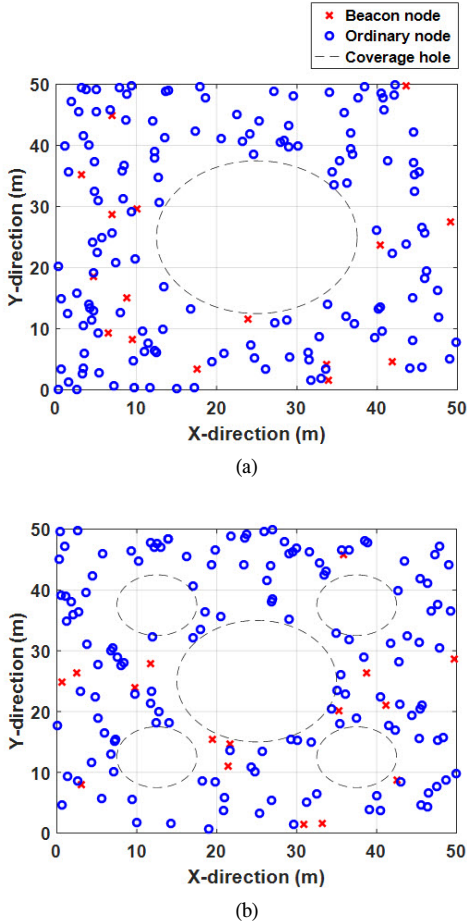 Beacon node
Ordinary node
Coverage hole
50
40
30
20
10
0
Y-direction (m)
0 10 20 30 40 50
X-direction (m)
(a)
50
40
30
20
10
0
Y-direction (m)
0 10 20 30 40 50
X-direction (m)
(b)